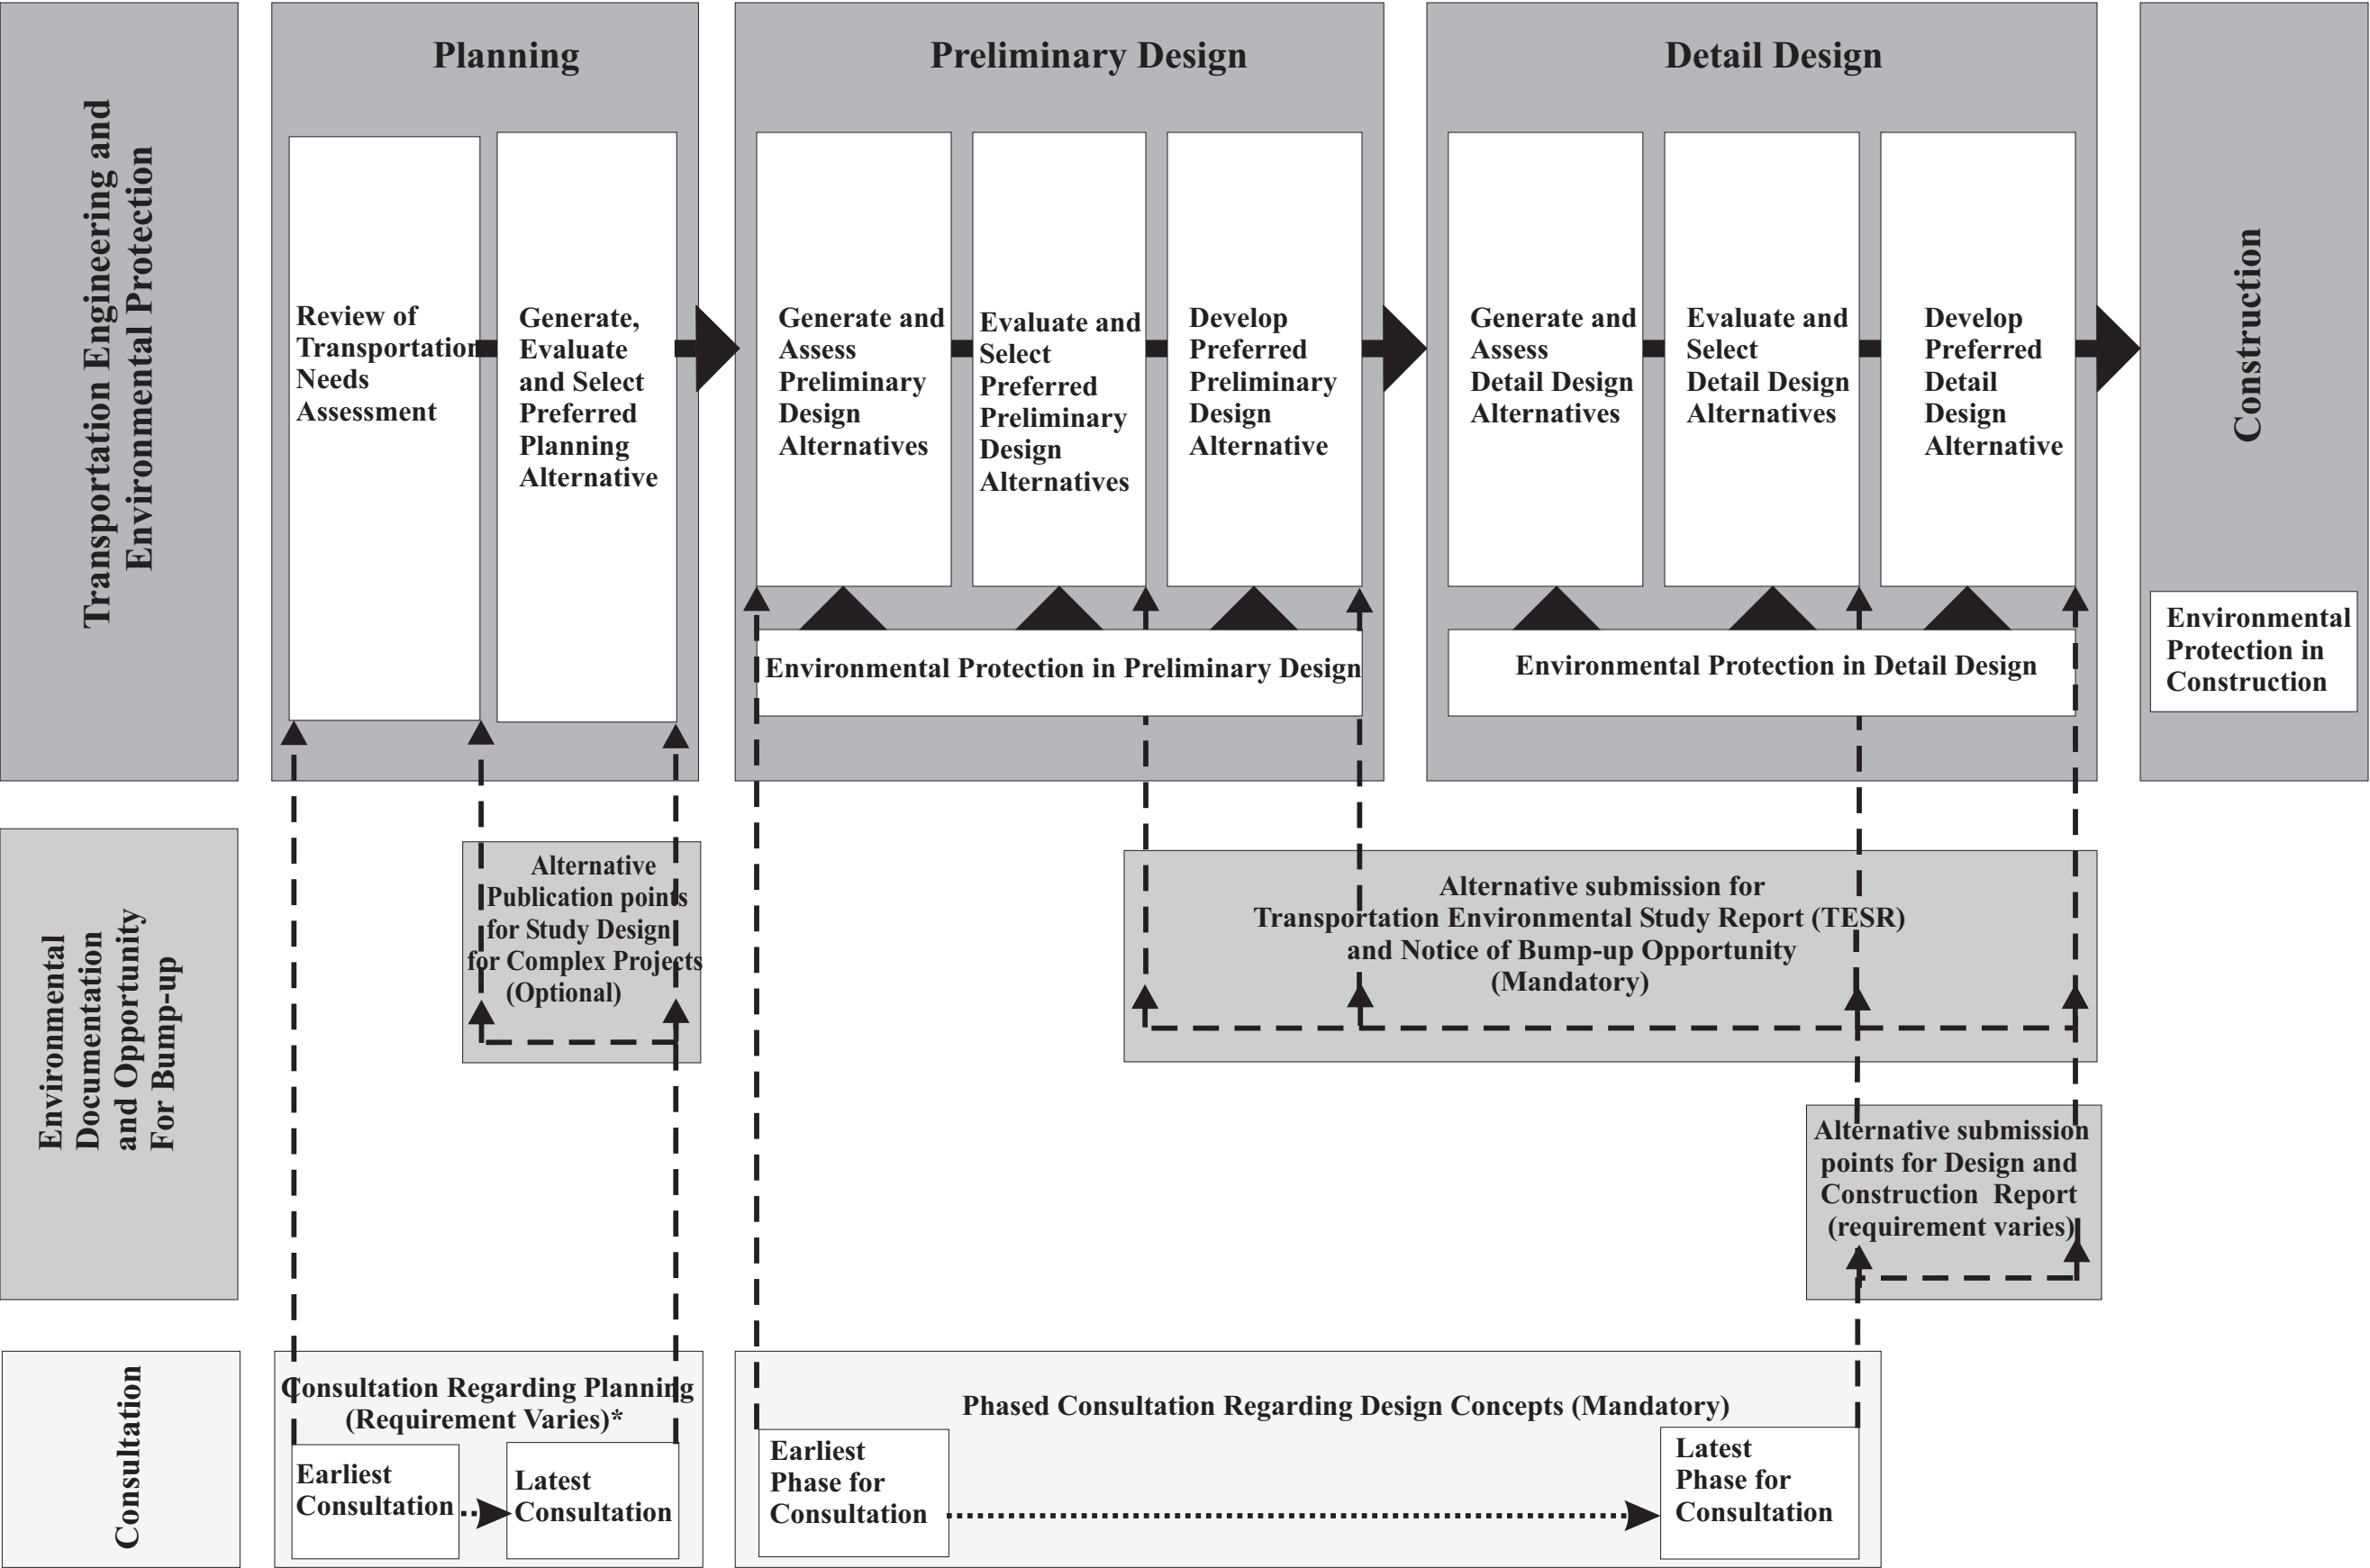 Transportation Engineering and
Environmental Protection
Planning
Review of
Transportation
Needs
Assessment
Generate,
Evaluate
and Select
Preferred
Planning
Alternative
Preliminary Design
Generate and
Assess
Preliminary
Design
Alternatives
Evaluate and
Select
Preferred
Preliminary
Design
Alternatives
Develop
Preferred
Preliminary
Design
Alternative
Environmental Protection in Preliminary Design
Detail Design
Generate and
Assess
Detail Design
Alternatives
Evaluate and
Select
Detail Design
Alternatives
Develop
Preferred
Detail
Design
Alternative
Environmental Protection in Detail Design
Construction
Environmental
Protection in
Construction
Environmental
Documentation
and Opportunity
For Bump-up
Alternative
Publication points
for Study Design
for Complex Projects
(Optional)
Alternative submission for
Transportation Environmental Study Report (TESR)
and Notice of Bump-up Opportunity
(Mandatory)
Alternative submission
points for Design and
Construction Report
(requirement varies)
Consultation
Consultation Regarding Planning
(Requirement Varies)*
Earliest
Consultation
Latest
Consultation
Phased Consultation Regarding Design Concepts (Mandatory)
Earliest
Phase for
Consultation
Latest
Phase for
Consultation